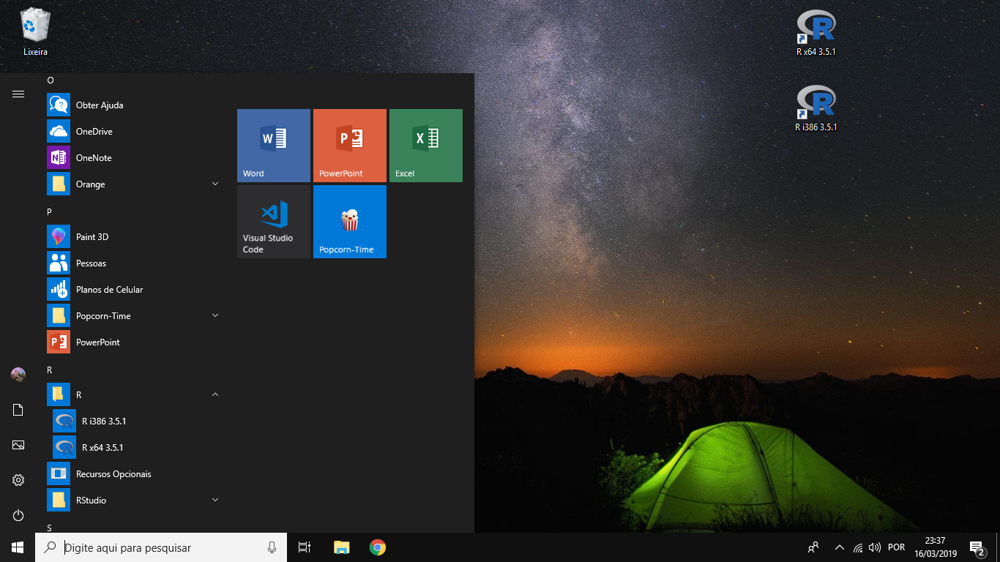 Lixeira
R x64 3.5.1
R i386 3.5.1
O
Obter Ajuda
OneDrive
OneNote
Orange
P
Paint 3D
Pessoas
Planos de Celular
Popcorn-Time
PowerPoint
R
R
R i386 3.5.1
R x64 3.5.1
Recursos Opcionais
RStudio
S
Word
PowerPoint
Excel
Visual Studio
Code
Popcorn-Time
Digite aqui para pesquisar
POR
23:37
16/03/2019
2